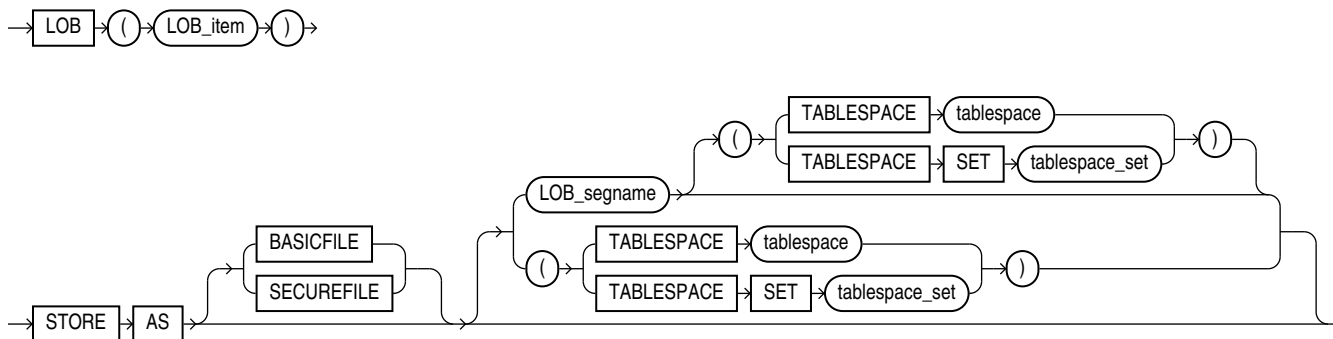 LOB ( LOB_item )
( TABLESPACE tablespace )
TABLESPACE SET tablespace_set
LOB_segname
BASICFILE
( TABLESPACE tablespace )
SECUREFILE
TABLESPACE SET tablespace_set
STORE AS